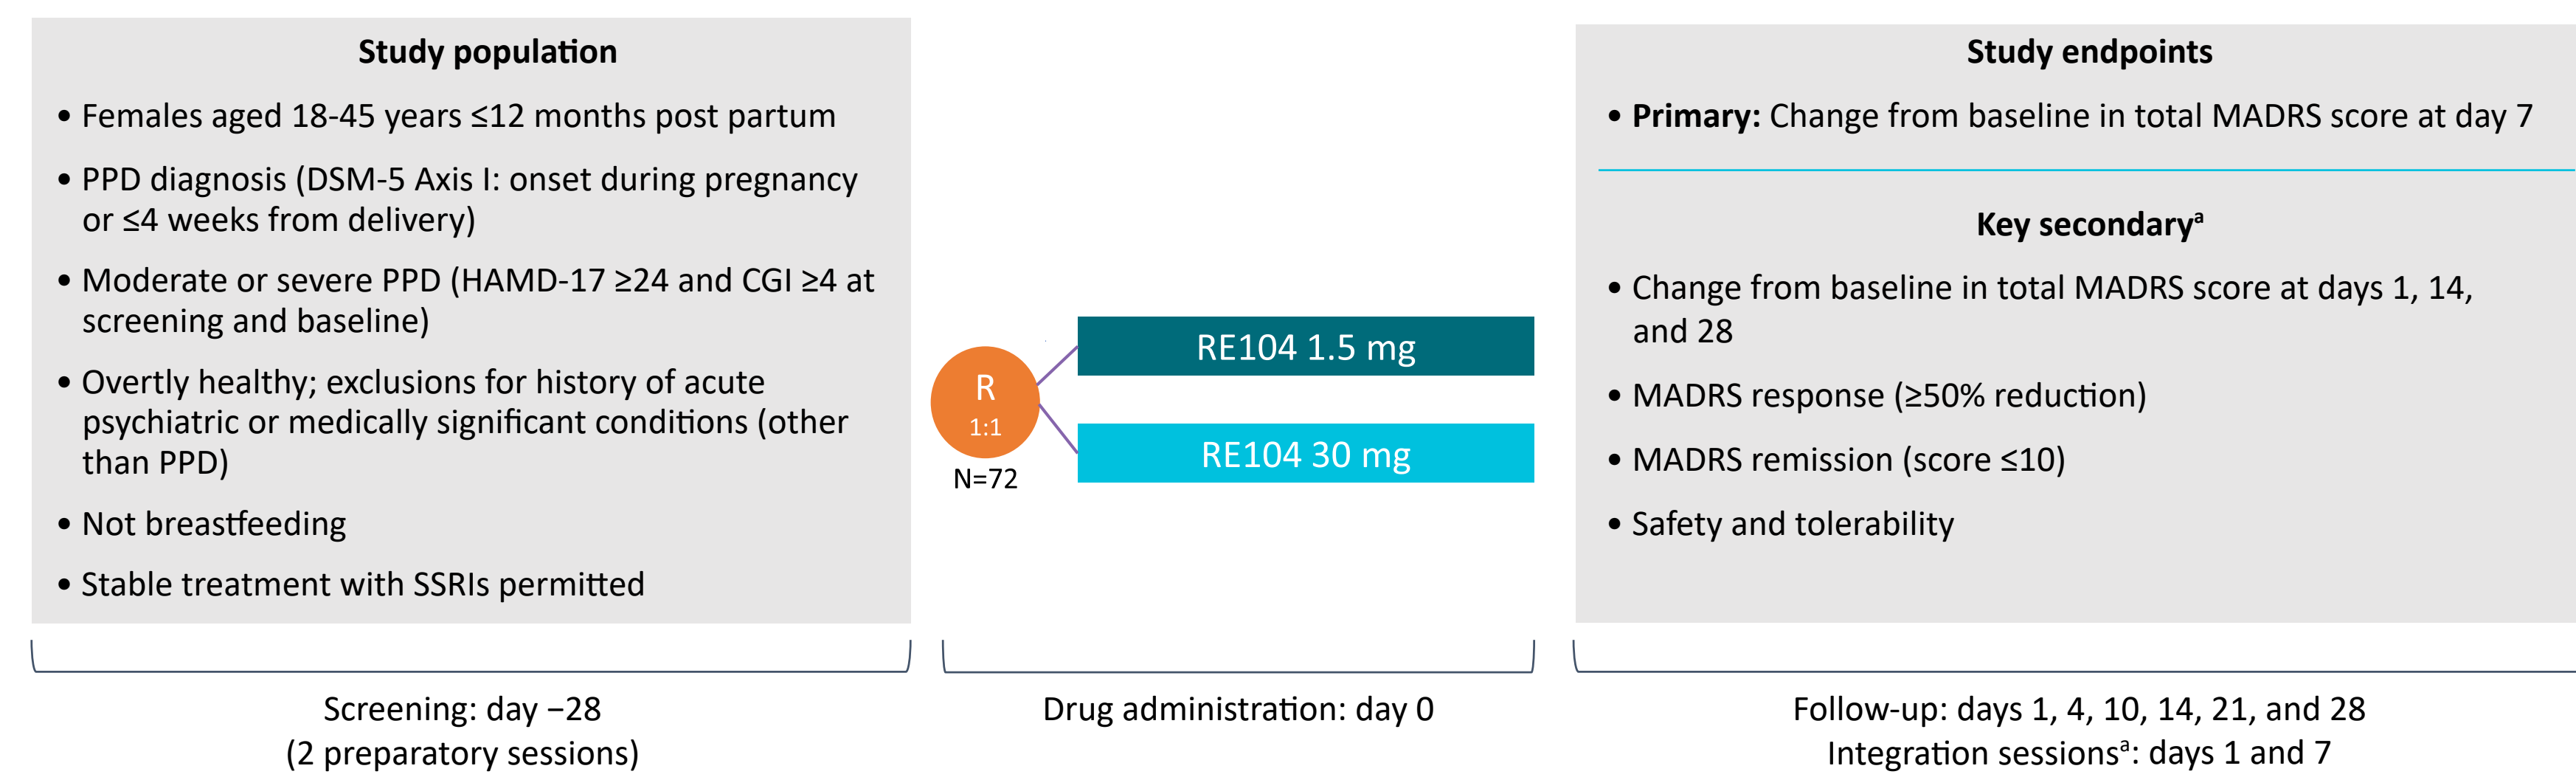 Study population
• Females aged 18-45 years ≤12 months post partum
• PPD diagnosis (DSM-5 Axis I: onset during pregnancy
or ≤4 weeks from delivery)
• Moderate or severe PPD (HAMD-17 ≥24 and CGI ≥4 at
screening and baseline)
• Overtly healthy; exclusions for history of acute
psychiatric or medically significant conditions (other
than PPD)
• Not breastfeeding
• Stable treatment with SSRIs permitted
Screening: day −28
(2 preparatory sessions)
R
1:1
N=72
RE104 1.5 mg
RE104 30 mg
Drug administration: day 0
Study endpoints
• Primary: Change from baseline in total MADRS score at day 7
Key secondaryᵃ
• Change from baseline in total MADRS score at days 1, 14,
and 28
• MADRS response (≥50% reduction)
• MADRS remission (score ≤10)
• Safety and tolerability
Follow-up: days 1, 4, 10, 14, 21, and 28
Integration sessionsᵃ: days 1 and 7